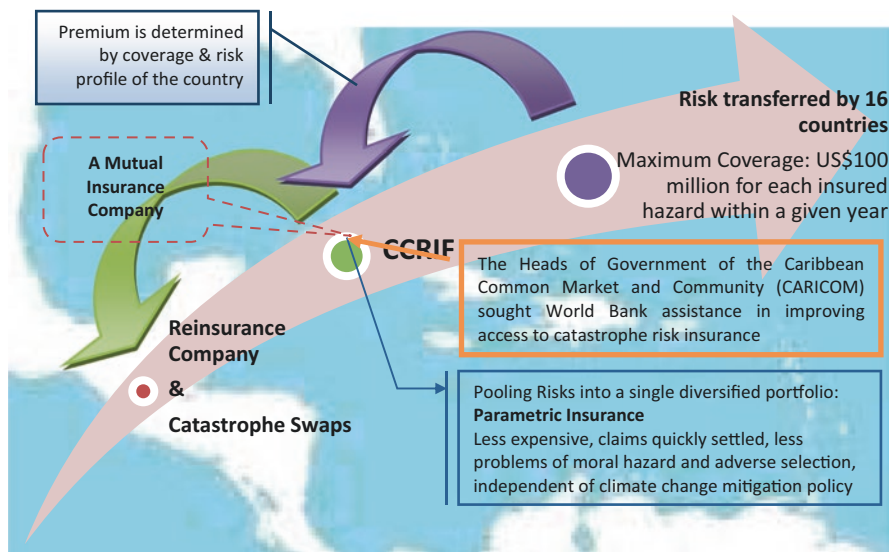 Premium is determined
by coverage & risk
profile of the country
Risk transferred by 16
countries
Maximum Coverage: US$100
million for each insured
hazard within a given year
A Mutual
Insurance
Company
CCRIF
The Heads of Government of the Caribbean
Common Market and Community (CARICOM)
sought World Bank assistance in improving
access to catastrophe risk insurance
Reinsurance
Company
&
Catastrophe Swaps
Pooling Risks into a single diversified portfolio:
Parametric Insurance
Less expensive, claims quickly settled, less
problems of moral hazard and adverse selection,
independent of climate change mitigation policy